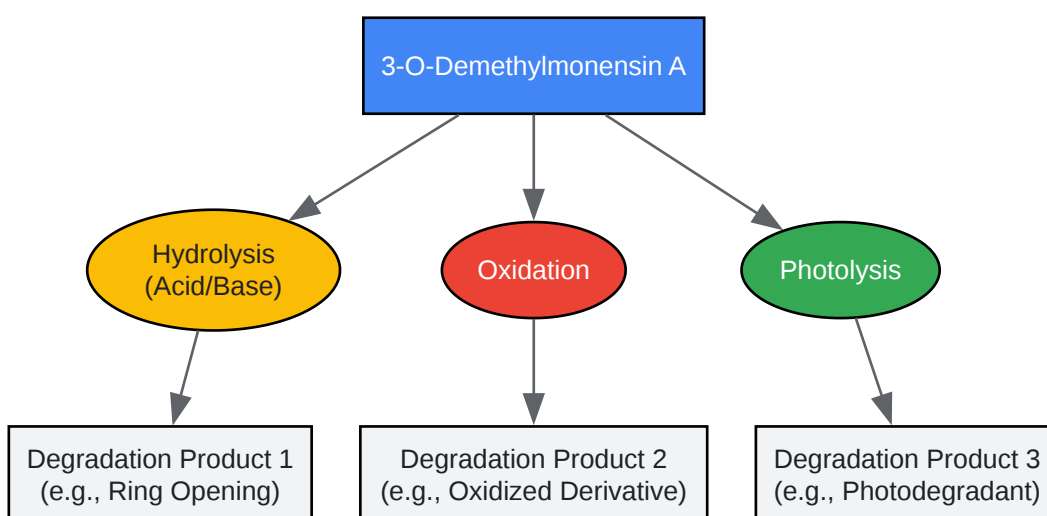 3-O-Demethylmonensin A
Hydrolysis
(Acid/Base)
Oxidation
Photolysis
Degradation Product 1
(e.g., Ring Opening)
Degradation Product 2
(e.g., Oxidized Derivative)
Degradation Product 3
(e.g., Photodegradant)